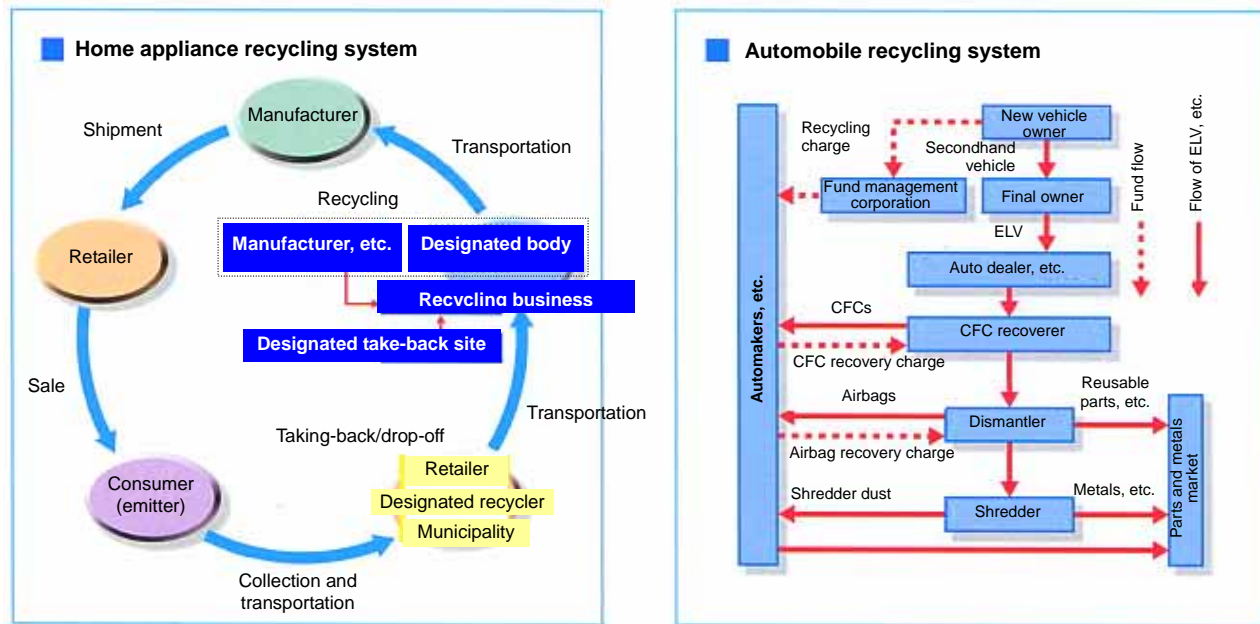 Home appliance recycling system
Manufacturer
Shipment
Transportation
Recycling
Manufacturer, etc.
Designated body
Retailer
Recycling business
Designated take-back site
Sale
Transportation
Taking-back/drop-off
Retailer
Designated recycler
Municipality
Consumer
(emitter)
Collection and
transportation
Automobile recycling system
New vehicle
owner
Recycling
charge
Secondhand
vehicle
Fund management
corporation
Final owner
ELV
Fund flow
Flow of ELV, etc.
Auto dealer, etc.
Automakers, etc.
CFCs
CFC recoverer
CFC recovery charge
Reusable
parts, etc.
Airbags
Dismantler
Airbag recovery charge
Parts and metals
market
Shredder dust
Metals, etc.
Shredder